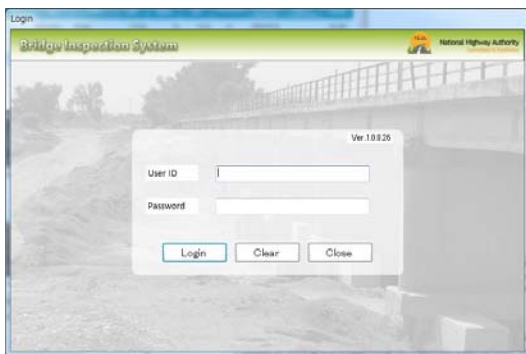 Login
Bridge Inspection System
National Highway Authority
Ver.1.0.0.26
User ID
Password
Login
Clear
Close